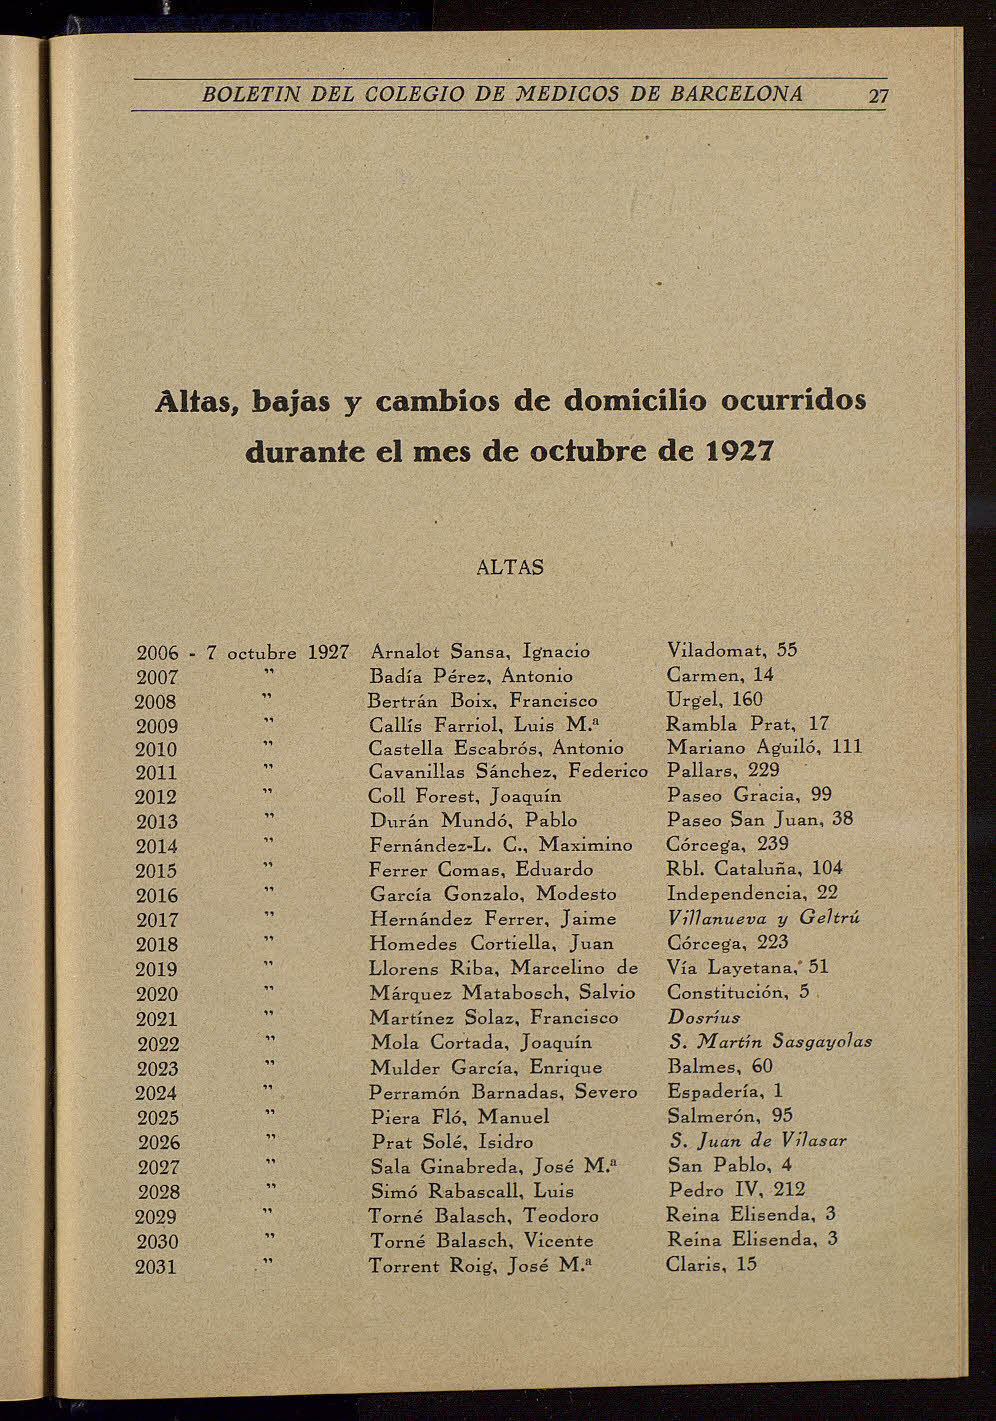 BOLETIN DEL COLEGIO DE MEDICOS DE BARCELONA 27
Altas, bajas y cambios de domicilio ocurridos
durante el mes de octubre de 1927
ALTAS
2006 - 7 octubre 1927 Arnalot Sansa, Ignacio Viladomat, 55
2007 ” Badía Pérez, Antonio Carmen, 14
2008 ” Bertrán Boix, Francisco Urgel, 160
2009 ” Callís Farriol, Luis M.ª Rambla Prat, 17
2010 ” Castella Escabrós, Antonio Mariano Aguiló, 111
2011 ” Cavanillas Sánchez, Federico Pallars, 229
2012 ” Coll Forest, Joaquín Paseo Gracia, 99
2013 ” Durán Mundó, Pablo Paseo San Juan, 38
2014 ” Fernández-L. C., Maximino Córcega, 239
2015 ” Ferrer Comas, Eduardo Rbl. Cataluña, 104
2016 ” García Gonzalo, Modesto Independencia, 22
2017 ” Hernández Ferrer, Jaime Villanueva y Geltrú
2018 ” Homedes Cortiella, Juan Córcega, 223
2019 ” Llorens Riba, Marcelino de Vía Layetana, 51
2020 ” Márquez Matabosch, Salvio Constitución, 5
2021 ” Martínez Solaz, Francisco Dosríus
2022 ” Mola Cortada, Joaquín S. Martín Sasgayolas
2023 ” Mulder García, Enrique Balmes, 60
2024 ” Perramón Barnadas, Severo Espadería, 1
2025 ” Piera Fló, Manuel Salmerón, 95
2026 ” Prat Solé, Isidro S. Juan de Vilasar
2027 ” Sala Ginabreda, José M.ª San Pablo, 4
2028 ” Simó Rabascall, Luis Pedro IV, 212
2029 ” Torné Balasch, Teodoro Reina Elisenda, 3
2030 ” Torné Balasch, Vicente Reina Elisenda, 3
2031 ” Torrent Roig, José M.ª Claris, 15